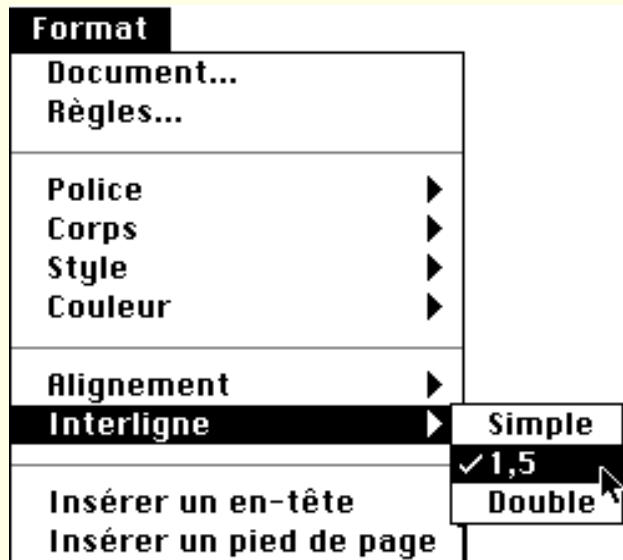 Format
Document...
Règles...
Police
Corps
Style
Couleur
Alignement
Interligne
Simple
1,5
Double
Insérer un en-tête
Insérer un pied de page